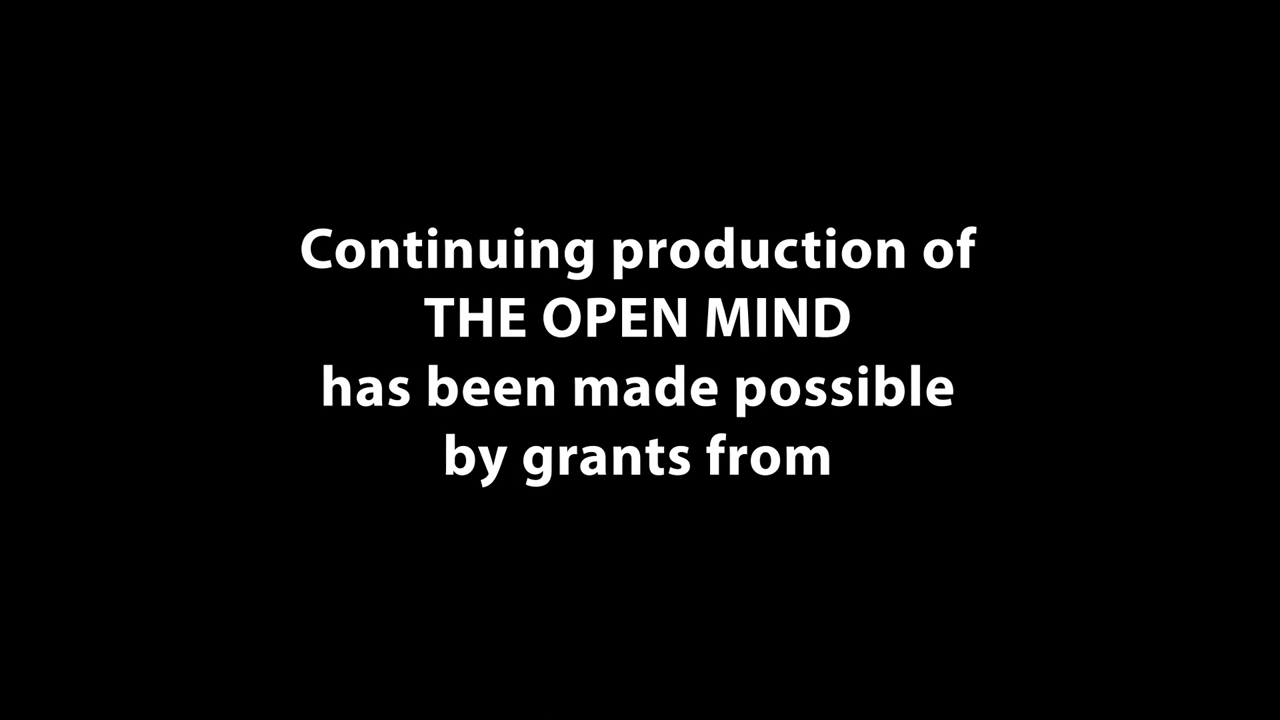 Continuing production of
THE OPEN MIND
has been made possible
by grants from